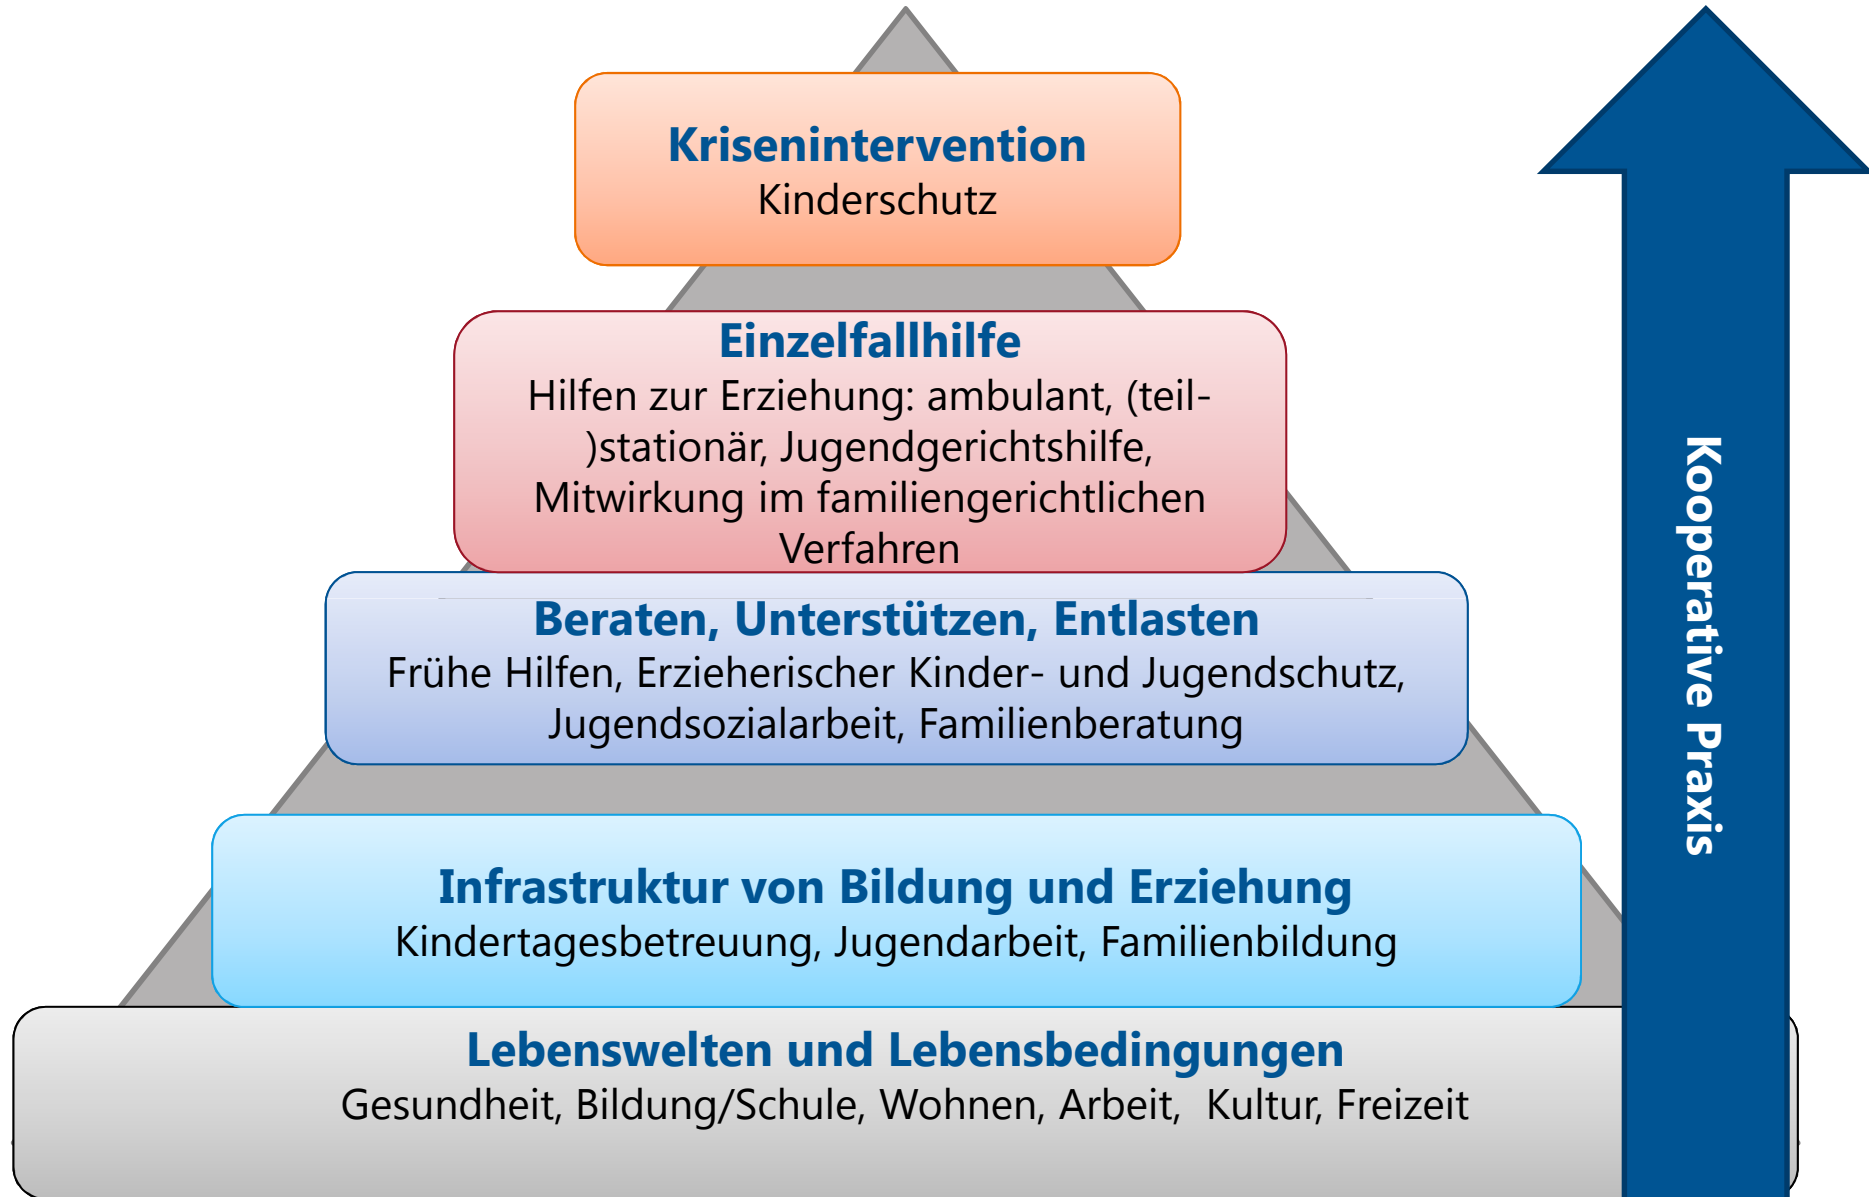 Krisenintervention
Kinderschutz
Einzelfallhilfe
Hilfen zur Erziehung: ambulant, (teil-
)stationär, Jugendgerichtshilfe,
Mitwirkung im familiengerichtlichen
Verfahren
Beraten, Unterstützen, Entlasten
Frühe Hilfen, Erzieherischer Kinder- und Jugendschutz,
Jugendsozialarbeit, Familienberatung
Infrastruktur von Bildung und Erziehung
Kindertagesbetreuung, Jugendarbeit, Familienbildung
Lebenswelten und Lebensbedingungen
Gesundheit, Bildung/Schule, Wohnen, Arbeit,  Kultur, Freizeit
Kooperative Praxis